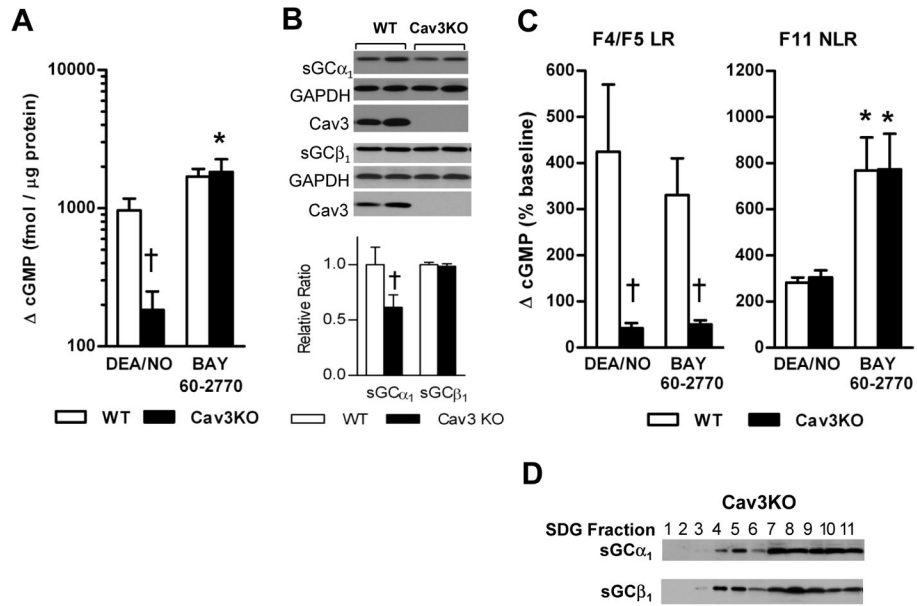 A
Δ cGMP (fmol / μg protein)
10000
1000
100
†
*
DEA/NO
BAY
60-2770
WT
Cav3KO
B
WT Cav3KO
sGCα1
GAPDH
Cav3
sGCβ1
GAPDH
Cav3
Relative Ratio
1.0
0.5
0.0
†
sGCα1 sGCβ1
WT
Cav3 KO
C
F4/F5 LR
Δ cGMP (% baseline)
600
500
400
300
200
100
0
†
†
DEA/NO
BAY
60-2770
F11 NLR
1200
1000
800
600
400
200
0
* *
DEA/NO
BAY
60-2770
WT
Cav3KO
D
Cav3KO
SDG Fraction 1 2 3 4 5 6 7 8 9 10 11
sGCα1
sGCβ1